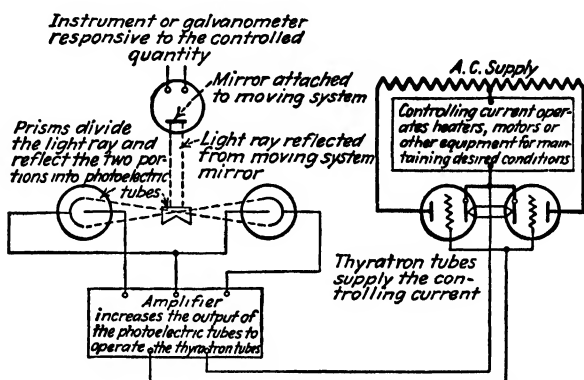 Instrument or galvanometer
responsive to the controlled
quantity
Mirror attached
to moving system
Prisms divide
the light ray and
reflect the two por-
tions into photoelectric
tubes
Light ray reflected
from moving system
mirror
A.C. Supply
Controlling current oper-
ates heaters, motors or
other equipment for main-
taining desired conditions
Thyratron tubes
supply the con-
trolling current
Amplifier
increases the output of
the photoelectric tubes to
operate the thyratron tubes